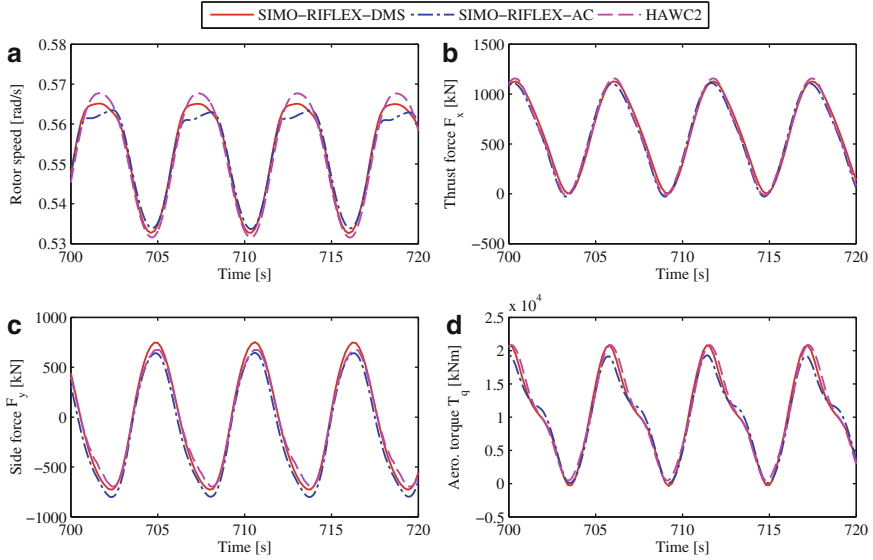 SIMO−RIFLEX−DMS SIMO−RIFLEX−AC HAWC2
a
0.58
0.57
0.56
0.55
0.54
0.53
Rotor speed [rad/s]
700 705 710 715 720
Time [s]
b
1500
1000
500
0
−500
Thrust force F_x [kN]
700 705 710 715 720
Time [s]
c
1000
500
0
−500
−1000
Side force F_y [kN]
700 705 710 715 720
Time [s]
d
x 10^4
2.5
2
1.5
1
0.5
0
−0.5
Aero. torque T_q [kNm]
700 705 710 715 720
Time [s]